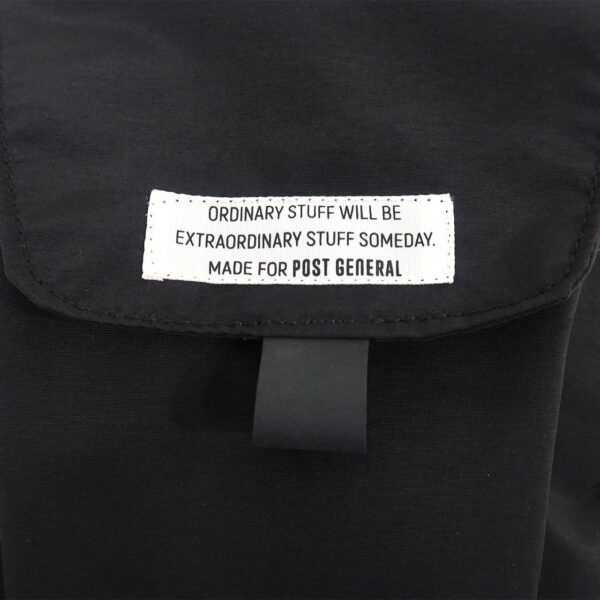 ORDINARY STUFF WILL BE
EXTRAORDINARY STUFF SOMEDAY.
MADE FOR POST GENERAL